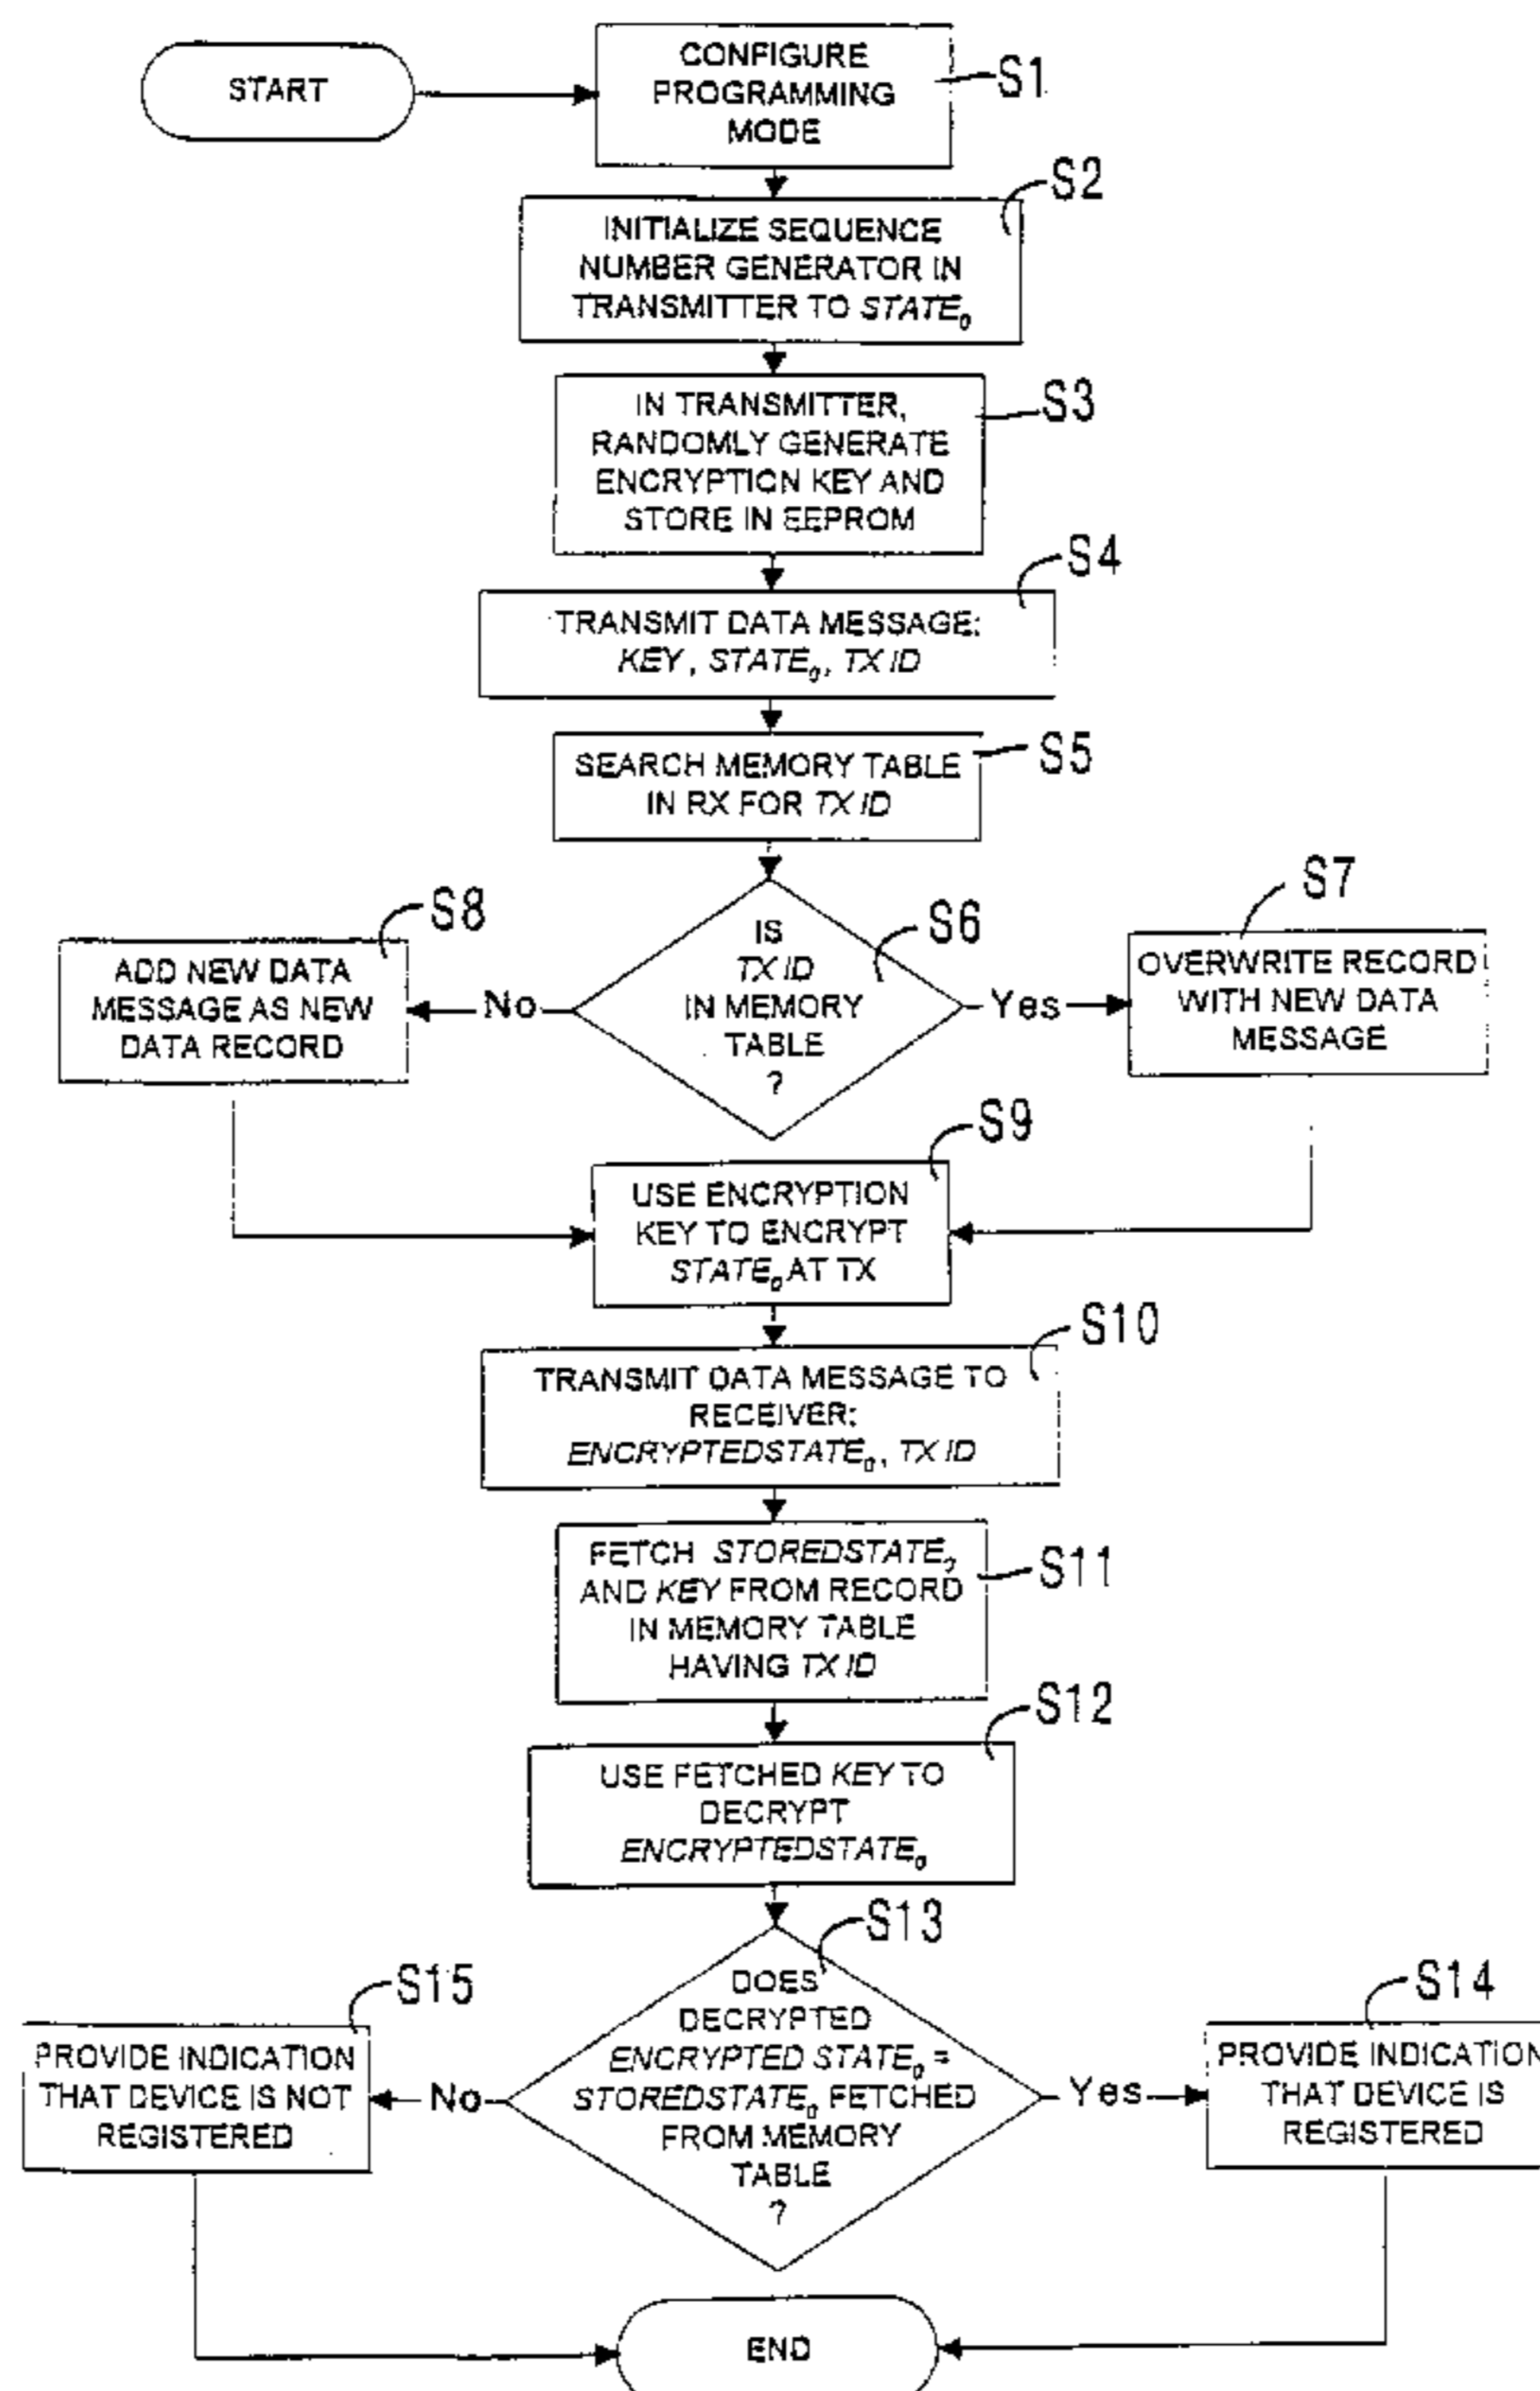 START
CONFIGURE
PROGRAMMING
MODE
S1
S2
INITIALIZE SEQUENCE
NUMBER GENERATOR IN
TRANSMITTER TO STATE₀
S3
IN TRANSMITTER,
RANDOMLY GENERATE
ENCRYPTION KEY AND
STORE IN EEPROM
S4
TRANSMIT DATA MESSAGE:
KEY, STATE₀, TX ID
S5
SEARCH MEMORY TABLE
IN RX FOR TX ID
S8
ADD NEW DATA
MESSAGE AS NEW
DATA RECORD
No
S6
IS
TX ID
IN MEMORY
TABLE
?
Yes
S7
OVERWRITE RECORD
WITH NEW DATA
MESSAGE
S9
USE ENCRYPTION
KEY TO ENCRYPT
STATE₀ AT TX
S10
TRANSMIT DATA MESSAGE TO
RECEIVER:
ENCRYPTEDSTATE₀, TX ID
S11
FETCH STOREDSTATE₀
AND KEY FROM RECORD
IN MEMORY TABLE
HAVING TX ID
S12
USE FETCHED KEY TO
DECRYPT
ENCRYPTEDSTATE₀
S13
DOES
DECRYPTED
ENCRYPTED STATE₀ =
STOREDSTATE₀ FETCHED
FROM MEMORY
TABLE
?
S15
PROVIDE INDICATION
THAT DEVICE IS NOT
REGISTERED
No
Yes
S14
PROVIDE INDICATION
THAT DEVICE IS
REGISTERED
END